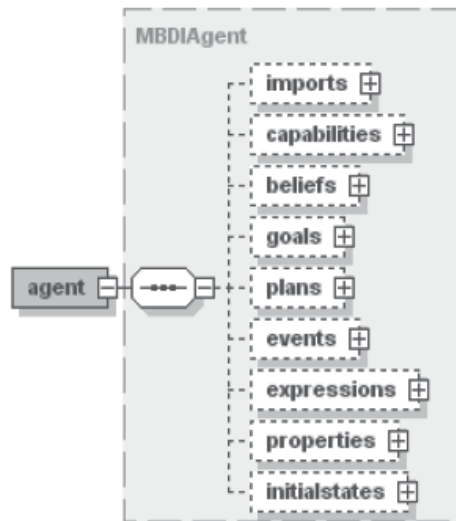 MBDIAgent
imports
capabilities
beliefs
goals
agent
plans
events
expressions
properties
initialstates